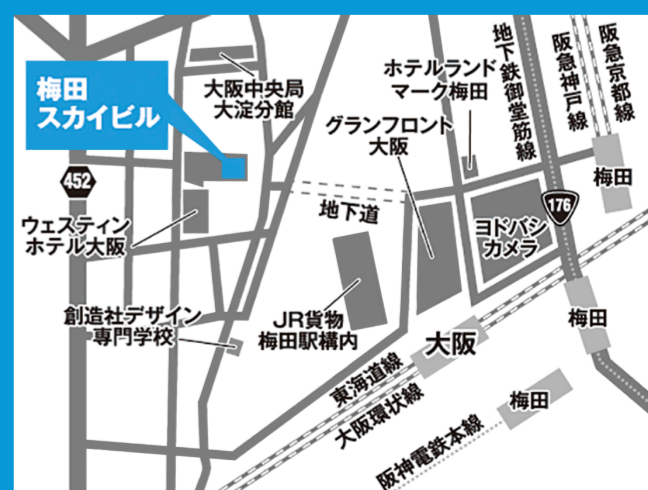 梅田
スカイビル
大阪中央局
大淀分館
ホテルランド
マーク梅田
地下鉄御堂筋線
阪急神戸線
阪急京都線
グランフロント
大阪
452
梅田
176
地下道
ヨドバシ
カメラ
ウェスティン
ホテル大阪
創造社デザイン
専門学校
JR貨物
梅田駅構内
大阪
梅田
東海道線
大阪環状線
梅田
阪神電鉄本線